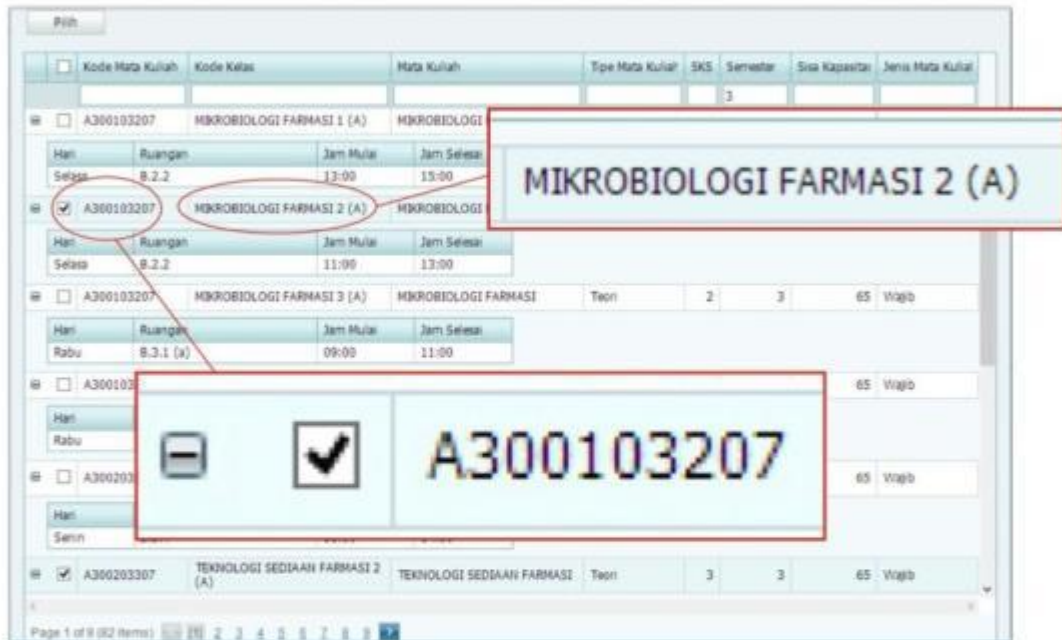 Pilih
Kode Mata Kuliah Kode Kelas Mata Kuliah Tipe Mata Kuliah SKS Semester Sisa Kapasitas Jenis Mata Kuliah
3
A300103207 MIKROBIOLOGI FARMASI 1 (A) MIKROBIOLOGI
Hari Ruangan Jam Mulai Jam Selesai
Selasa B.2.2 13:00 15:00
MIKROBIOLOGI FARMASI 2 (A)
A300103207 MIKROBIOLOGI FARMASI 2 (A) MIKROBIOLOGI
Hari Ruangan Jam Mulai Jam Selesai
Selasa B.2.2 11:00 13:00
A300103207 MIKROBIOLOGI FARMASI 3 (A) MIKROBIOLOGI FARMASI Teori 2 3 65 Wajib
Hari Ruangan Jam Mulai Jam Selesai
Rabu B.3.1 (a) 09:00 11:00
A300103 65 Wajib
Hari
Rabu
A300103207
A300203 65 Wajib
Hari
Senin
A300203307 TEKNOLOGI SEDIAAN FARMASI 2 (A) TEKNOLOGI SEDIAAN FARMASI Teori 3 3 65 Wajib
Page 1 of 9 (82 items) [1] 2 3 4 5 6 7 8 9